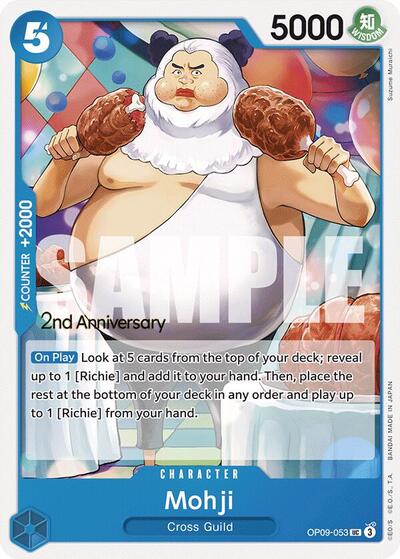 5
5000
知
WISDOM
Suzume Muraichi
COUNTER +2000
SAMPLE
2nd Anniversary
On Play Look at 5 cards from the top of your deck; reveal
up to 1 [Richie] and add it to your hand. Then, place the
rest at the bottom of your deck in any order and play up
to 1 [Richie] from your hand.
CHARACTER
Mohji
Cross Guild
OP09-053 UC 3
©E.O/S ©E.O.S., T.A. BANDAI MADE IN JAPAN